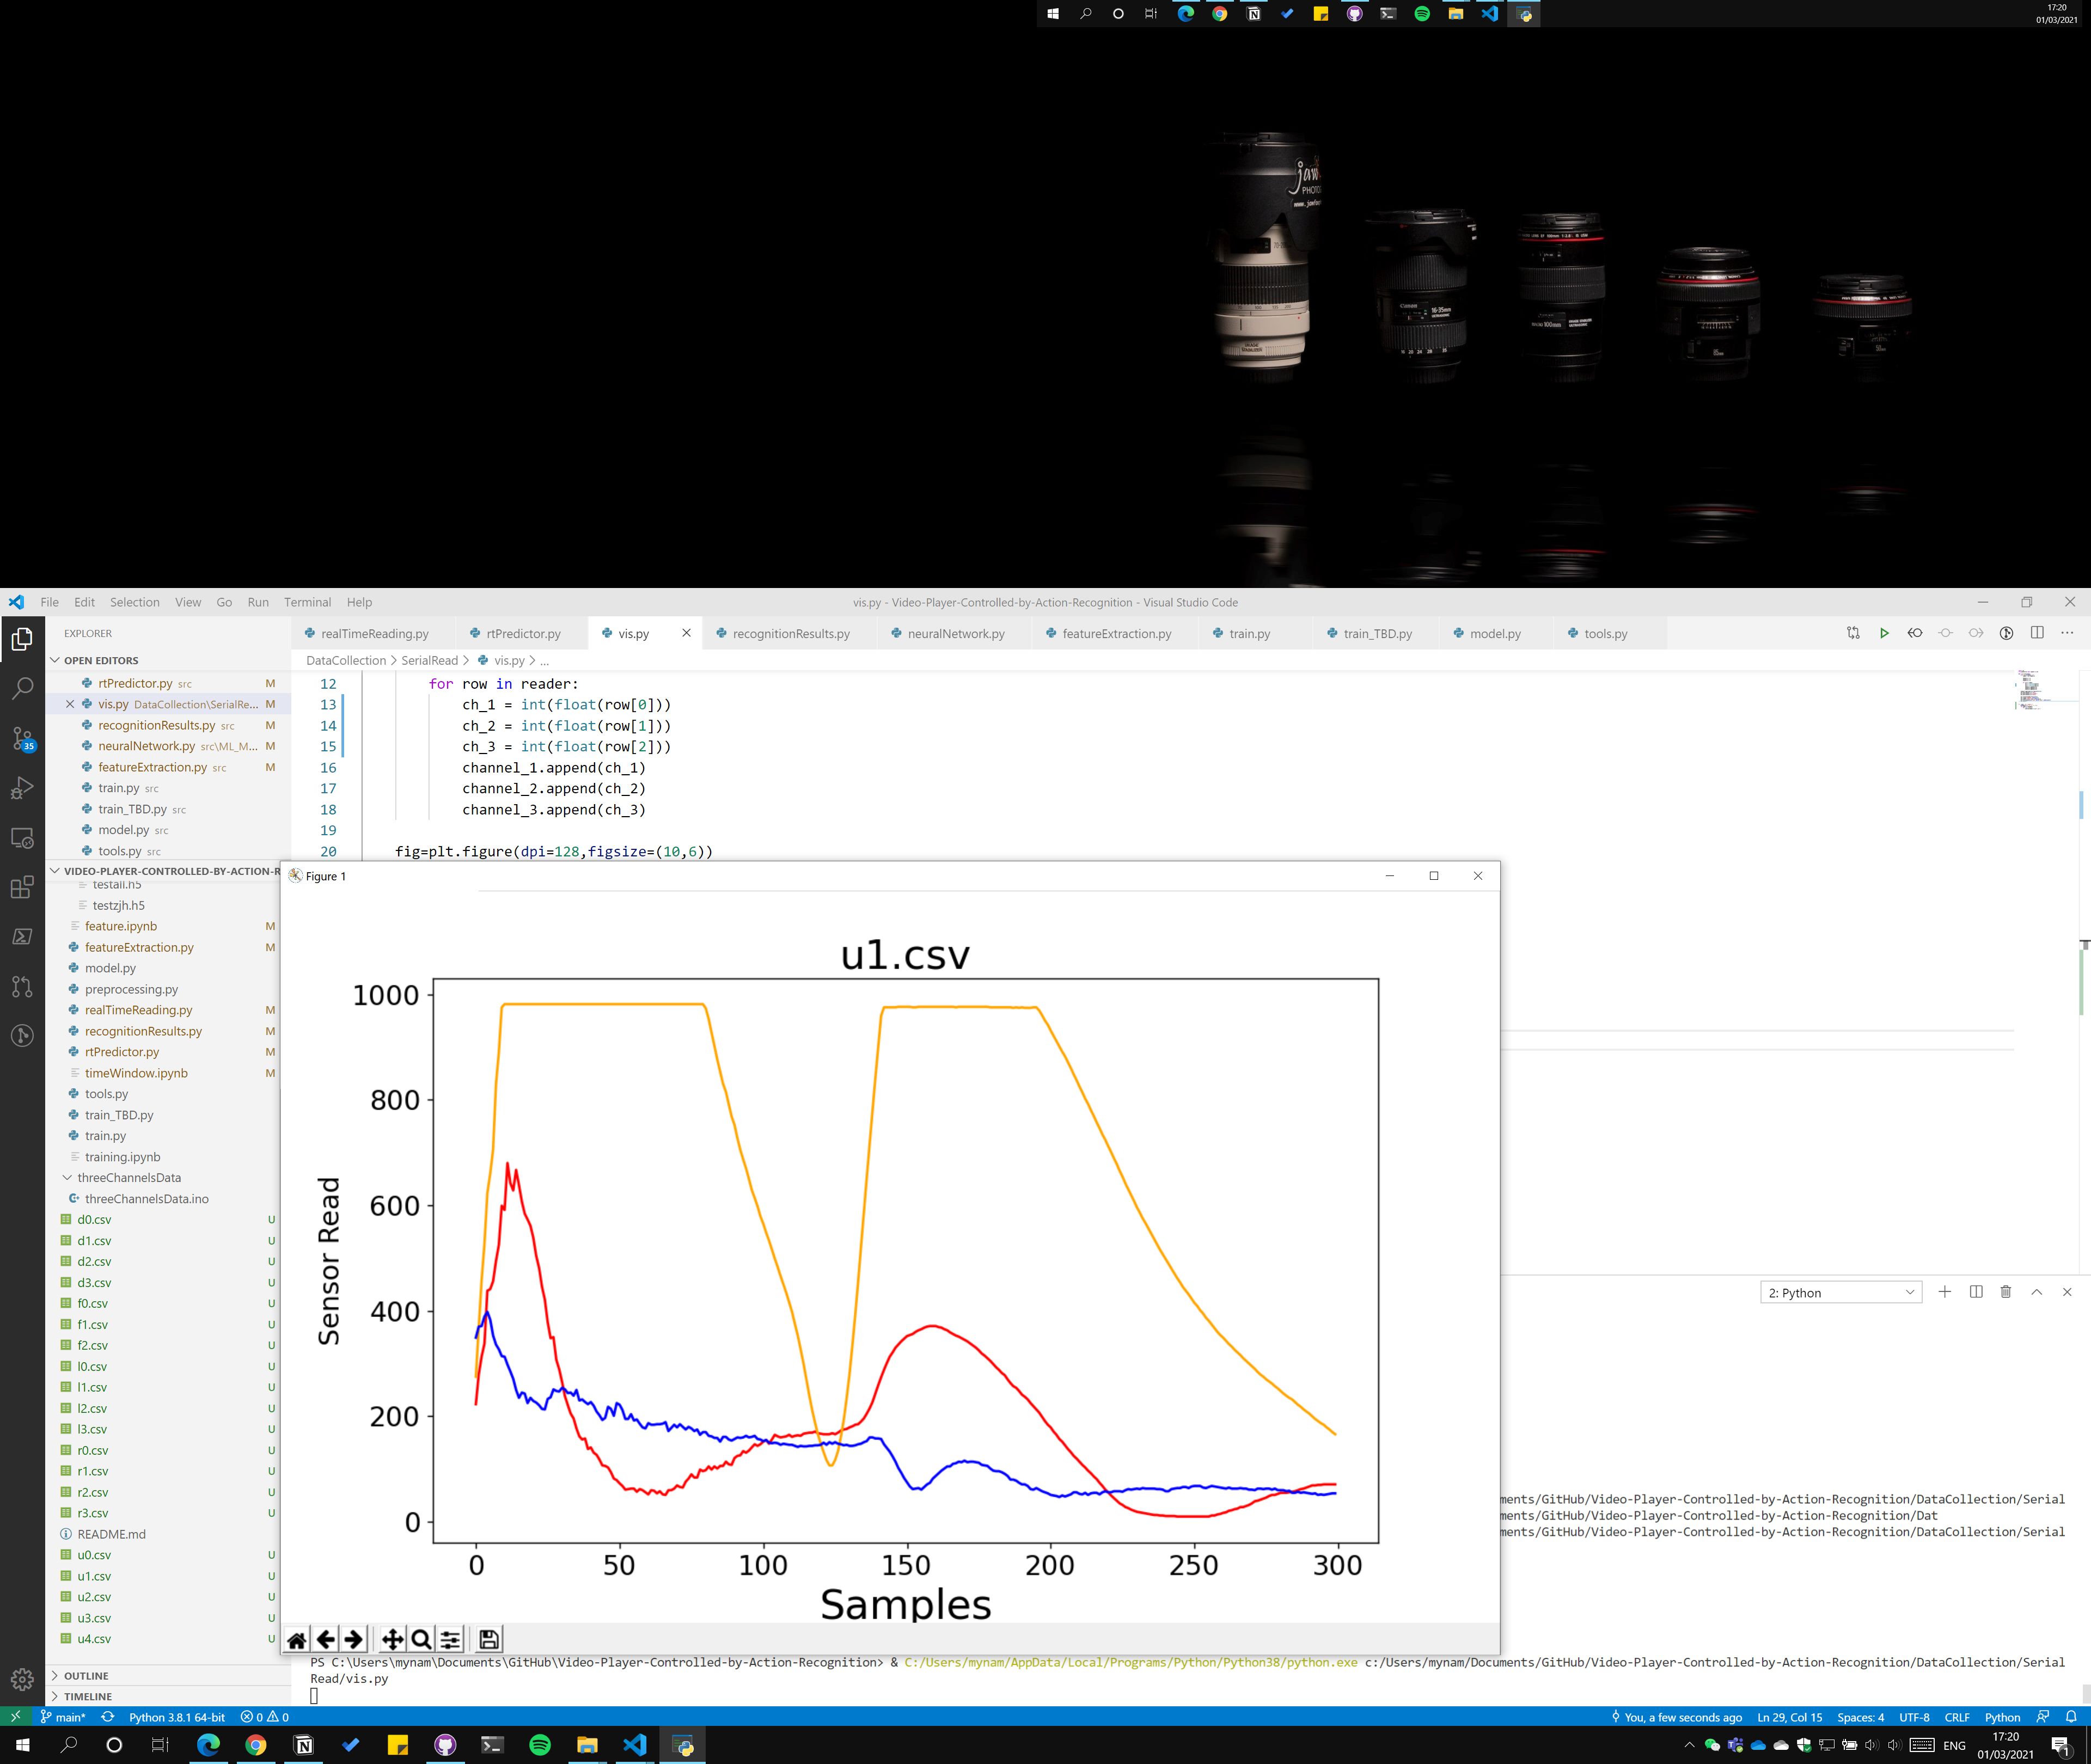 17:20
01/03/2021
jaw
PHOTO
Canon
16-35mm
100mm
File Edit Selection View Go Run Terminal Help
vis.py - Video-Player-Controlled-by-Action-Recognition - Visual Studio Code
EXPLORER
realTimeReading.py rtPredictor.py vis.py recognitionResults.py neuralNetwork.py featureExtraction.py train.py train_TBD.py model.py tools.py
OPEN EDITORS
DataCollection > SerialRead > vis.py > ...
rtPredictor.py src M
vis.py DataCollection\SerialRe... M
recognitionResults.py src M
neuralNetwork.py src\ML_M... M
featureExtraction.py src M
train.py src
train_TBD.py src
model.py src
tools.py src
12 for row in reader:
13 ch_1 = int(float(row[0]))
14 ch_2 = int(float(row[1]))
15 ch_3 = int(float(row[2]))
16 channel_1.append(ch_1)
17 channel_2.append(ch_2)
18 channel_3.append(ch_3)
19
20 fig=plt.figure(dpi=128,figsize=(10,6))
35
VIDEO-PLAYER-CONTROLLED-BY-ACTION-R
testall.h5
testzjh.h5
feature.ipynb M
featureExtraction.py M
model.py
preprocessing.py
realTimeReading.py M
recognitionResults.py M
rtPredictor.py M
timeWindow.ipynb M
tools.py
train_TBD.py
train.py
training.ipynb
threeChannelsData
threeChannelsData.ino
d0.csv U
d1.csv U
d2.csv U
d3.csv U
f0.csv U
f1.csv U
f2.csv U
l0.csv U
l1.csv U
l2.csv U
l3.csv U
r0.csv U
r1.csv U
r2.csv U
r3.csv U
README.md
u0.csv U
u1.csv U
u2.csv U
u3.csv U
u4.csv U
OUTLINE
TIMELINE
Figure 1
u1.csv
1000
800
600
400
200
0
Sensor Read
0 50 100 150 200 250 300
Samples
2: Python
ments/GitHub/Video-Player-Controlled-by-Action-Recognition/DataCollection/Serial
ments/GitHub/Video-Player-Controlled-by-Action-Recognition/Dat
ments/GitHub/Video-Player-Controlled-by-Action-Recognition/DataCollection/Serial
PS C:\Users\mynam\Documents\GitHub\Video-Player-Controlled-by-Action-Recognition> & C:/Users/mynam/AppData/Local/Programs/Python/Python38/python.exe c:/Users/mynam/Documents/GitHub/Video-Player-Controlled-by-Action-Recognition/DataCollection/Serial
Read/vis.py
main* Python 3.8.1 64-bit 0 0 You, a few seconds ago Ln 29, Col 15 Spaces: 4 UTF-8 CRLF Python
ENG
17:20
01/03/2021
1